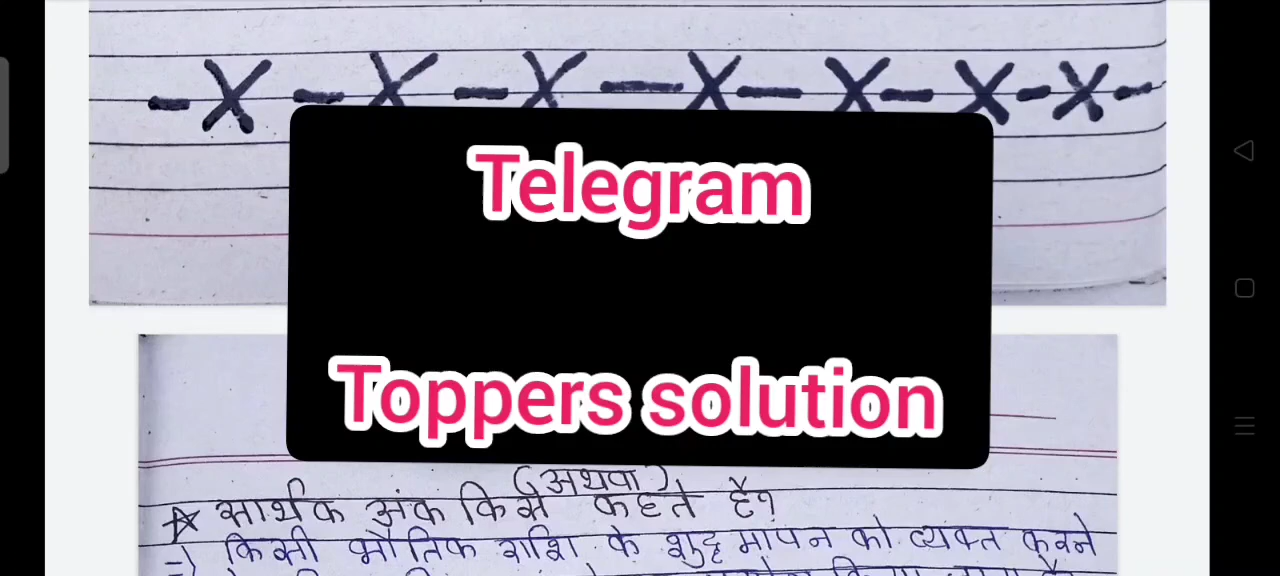 - X - X - X - X - X - X - X -
Telegram
Toppers solution
(अथवा)
☆ सार्थक अंक किसे कहते है?
=) किसी भौतिक राशि के शुद्द मापन को व्यक्त करने